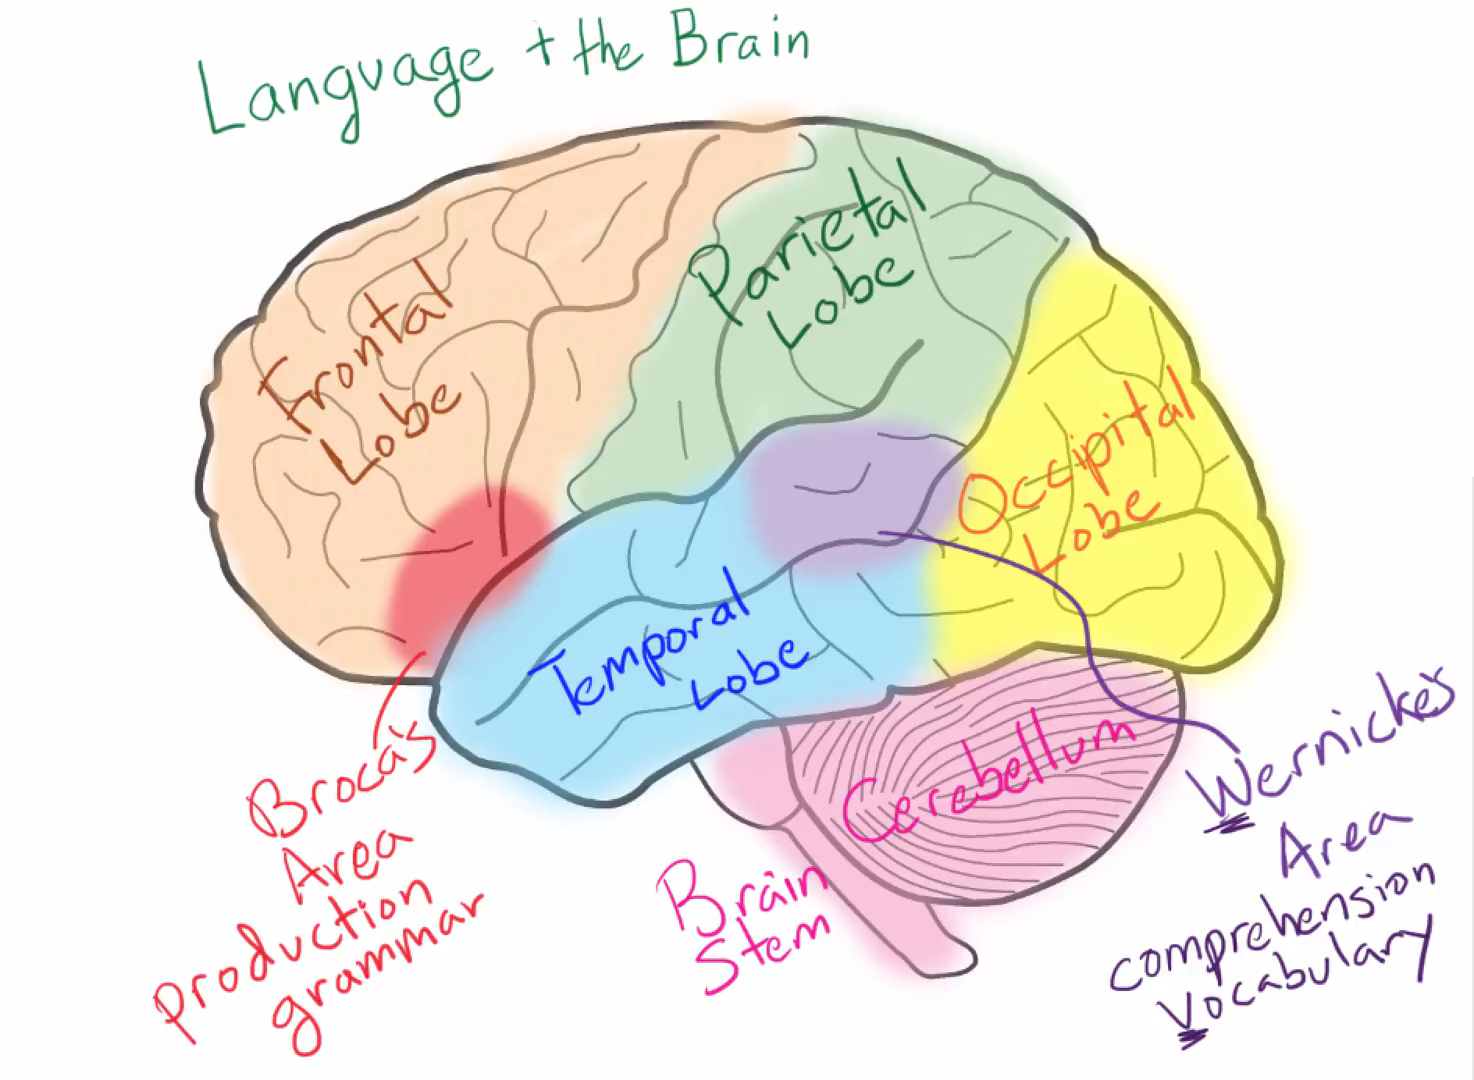 Language + the Brain
Frontal
Lobe
Parietal
Lobe
Occipital
Lobe
Temporal
Lobe
Cerebellum
Brain
Stem
Broca's
Area
production
grammar
Wernicke's
Area
comprehension
vocabulary